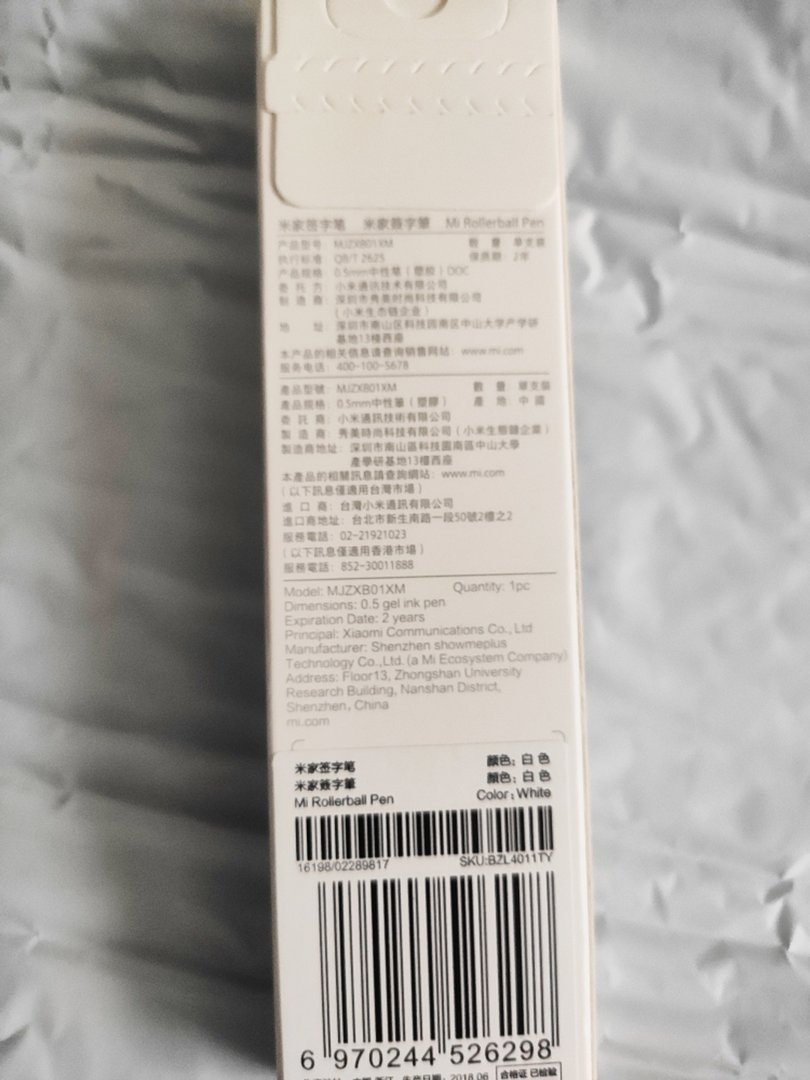 米家签字笔 米家簽字筆 Mi Rollerball Pen
产品型号 MJZXB01XM 數 量 單支裝
执行标准 QB/T 2625 保质期：2年
产品规格 0.5mm中性笔（塑胶）DOC
委 托 方 小米通讯技术有限公司
制 造 商：深圳市秀美时尚科技有限公司
（小米生态链企业）
地 址：深圳市南山区科技园南区中山大学产学研
基地13楼西座
本产品的相关信息请查询销售网站：www.mi.com
服务电话：400-100-5678
產品型號：MJZXB01XM 數 量 單支裝
產品規格：0.5mm中性筆（塑膠） 產 地 中 國
委 託 商：小米通訊技術有限公司
製 造 商：秀美時尚科技有限公司（小米生態鏈企業）
製造商地址：深圳市南山區科技園南區中山大學
產學研基地13樓西座
本產品的相關訊息請查詢網站：www.mi.com
（以下訊息僅適用台灣市場）
進 口 商：台灣小米通訊有限公司
進口商地址：台北市新生南路一段50號2樓之2
服務電話：02-21921023
（以下訊息僅適用香港市場）
服務電話：852-30011888
Model: MJZXB01XM Quantity: 1pc
Dimensions: 0.5 gel ink pen
Expiration Date: 2 years
Principal: Xiaomi Communications Co., Ltd
Manufacturer: Shenzhen showmeplus
Technology Co.,Ltd. (a Mi Ecosystem Company)
Address: Floor13, Zhongshan University
Research Building, Nanshan District,
Shenzhen, China
mi.com
米家签字笔 颜色：白 色
米家簽字筆 顏色：白 色
Mi Rollerball Pen Color：White
16198/02289817 SKU:BZL4011TY
6 970244 526298
生产日期：2018.06 合格证 已检验